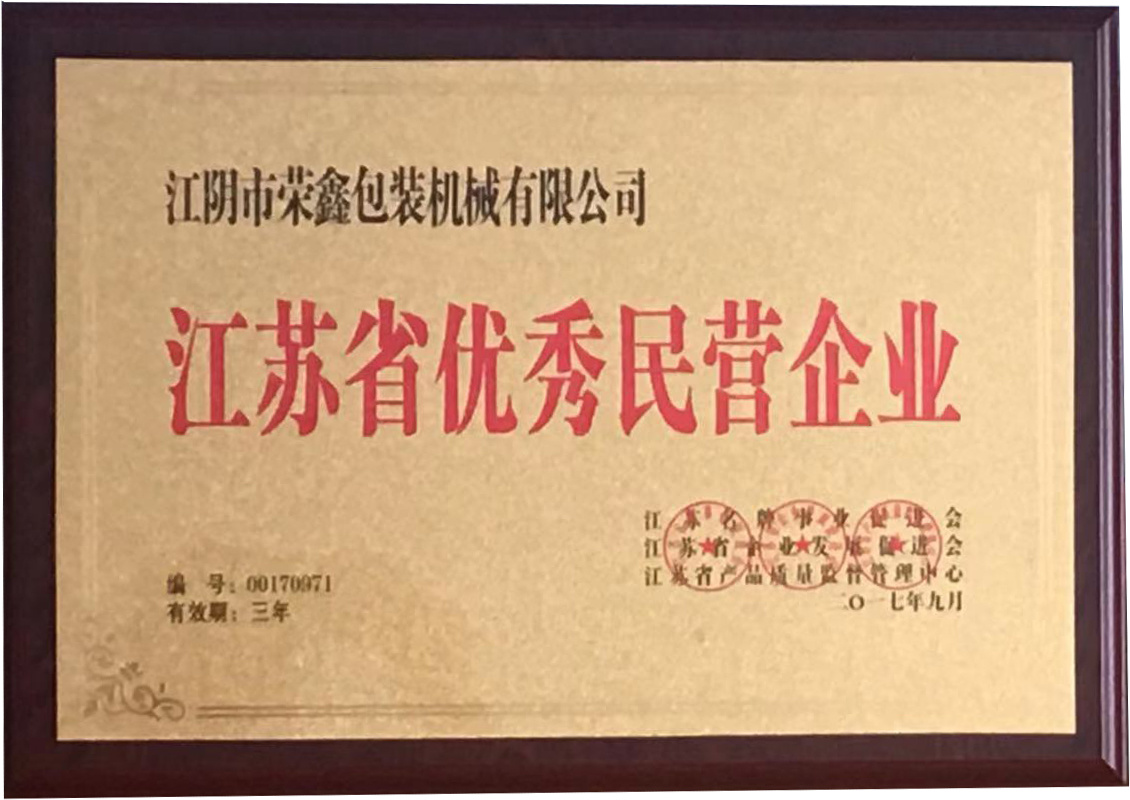 江阴市荣鑫包装机械有限公司
江苏省优秀民营企业
江苏名牌事业促进会
江苏省企业发展促进会
江苏省产品质量监督管理中心
二〇一七年九月
编 号：00170971
有效期：三年